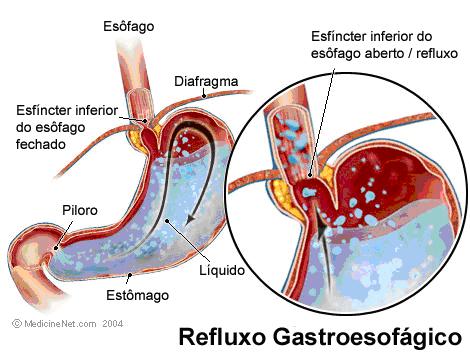 Esôfago
Esfíncter inferior do
esôfago aberto / refluxo
Diafragma
Esfíncter inferior
do esôfago
fechado
Piloro
Líquido
Estômago
© MedicineNet.com 2004
Refluxo Gastroesofágico